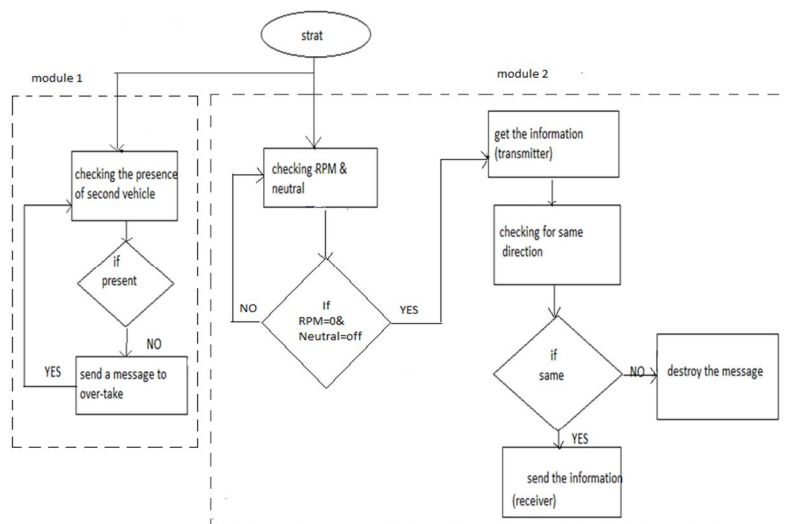 strat
module 1
module 2
checking the presence
of second vehicle
if
present
NO
YES
send a message to
over-take
checking RPM &
neutral
NO
If
RPM=0&
Neutral=off
YES
get the information
(transmitter)
checking for same
direction
if
same
NO
destroy the message
YES
send the information
(receiver)